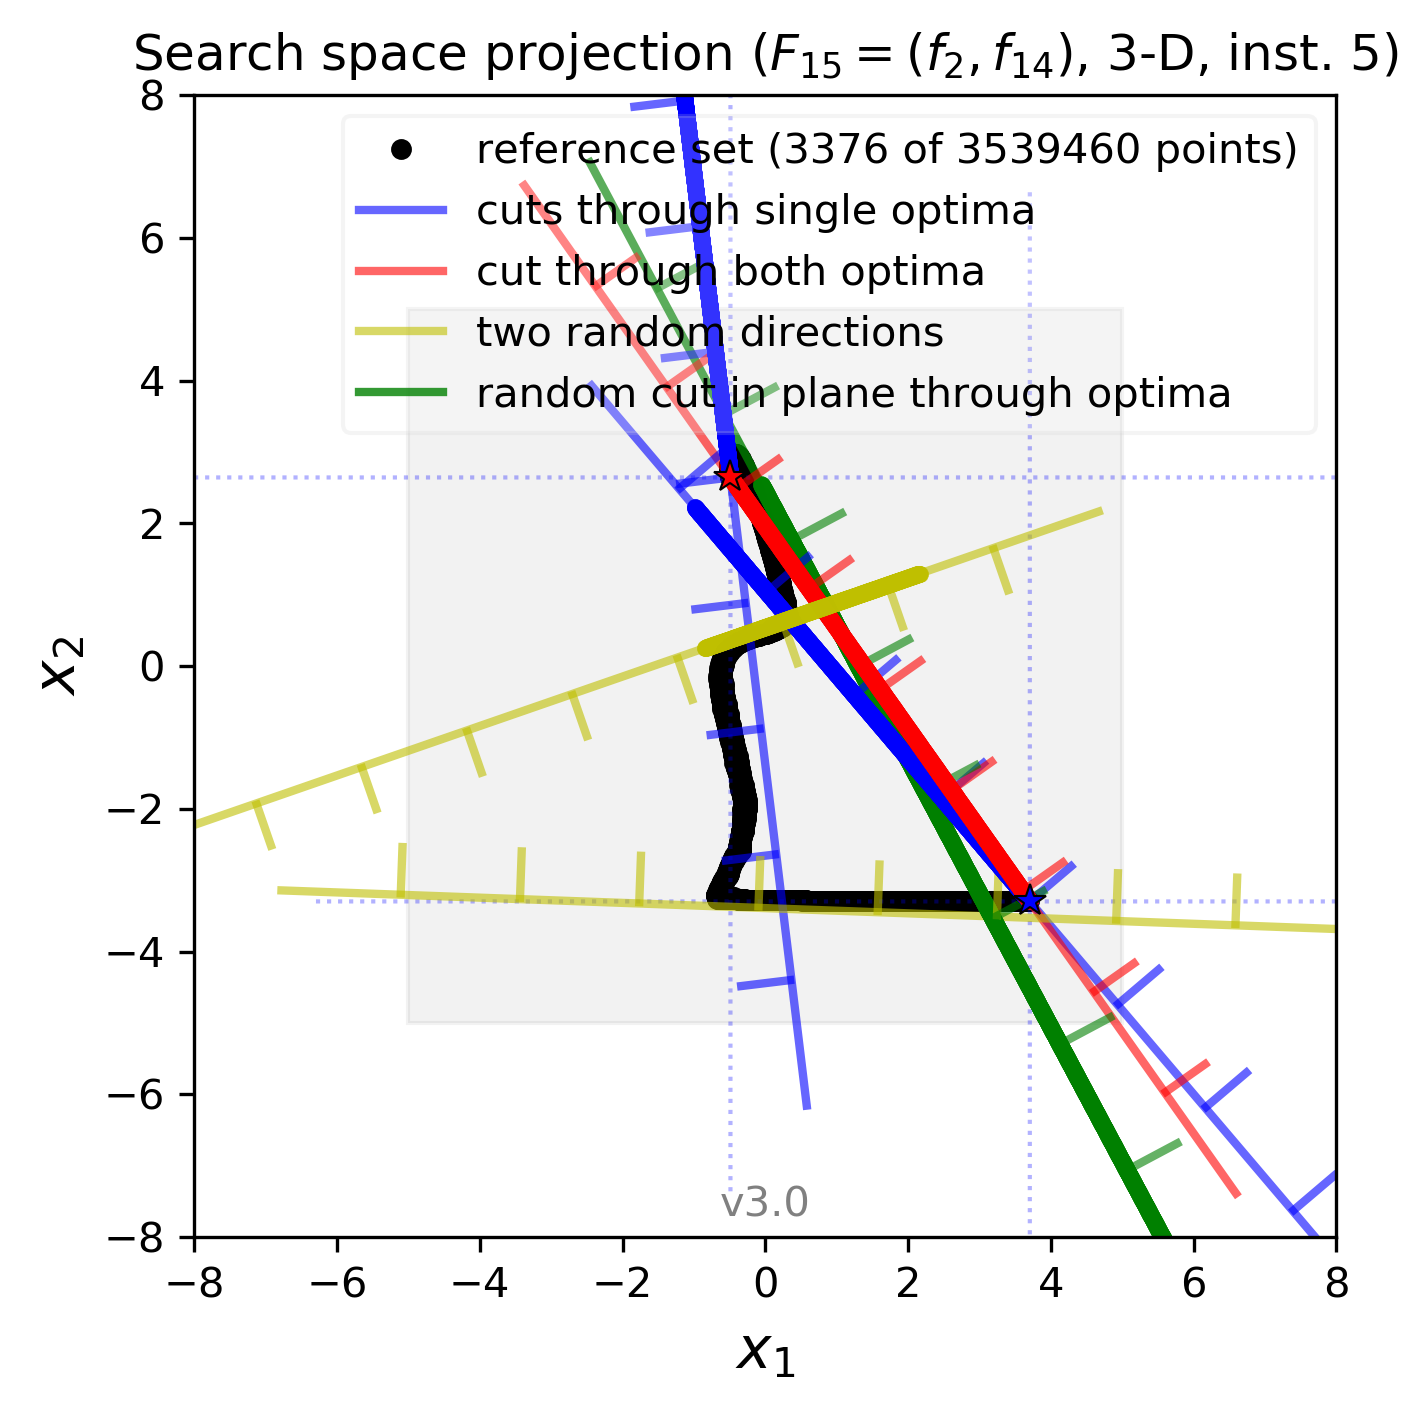 Search space projection (F₁₅ = (f₂, f₁₄), 3-D, inst. 5)
reference set (3376 of 3539460 points)
cuts through single optima
cut through both optima
two random directions
random cut in plane through optima
8
6
4
2
0
−2
−4
−6
−8
x₂
v3.0
−8 −6 −4 −2 0 2 4 6 8
x₁